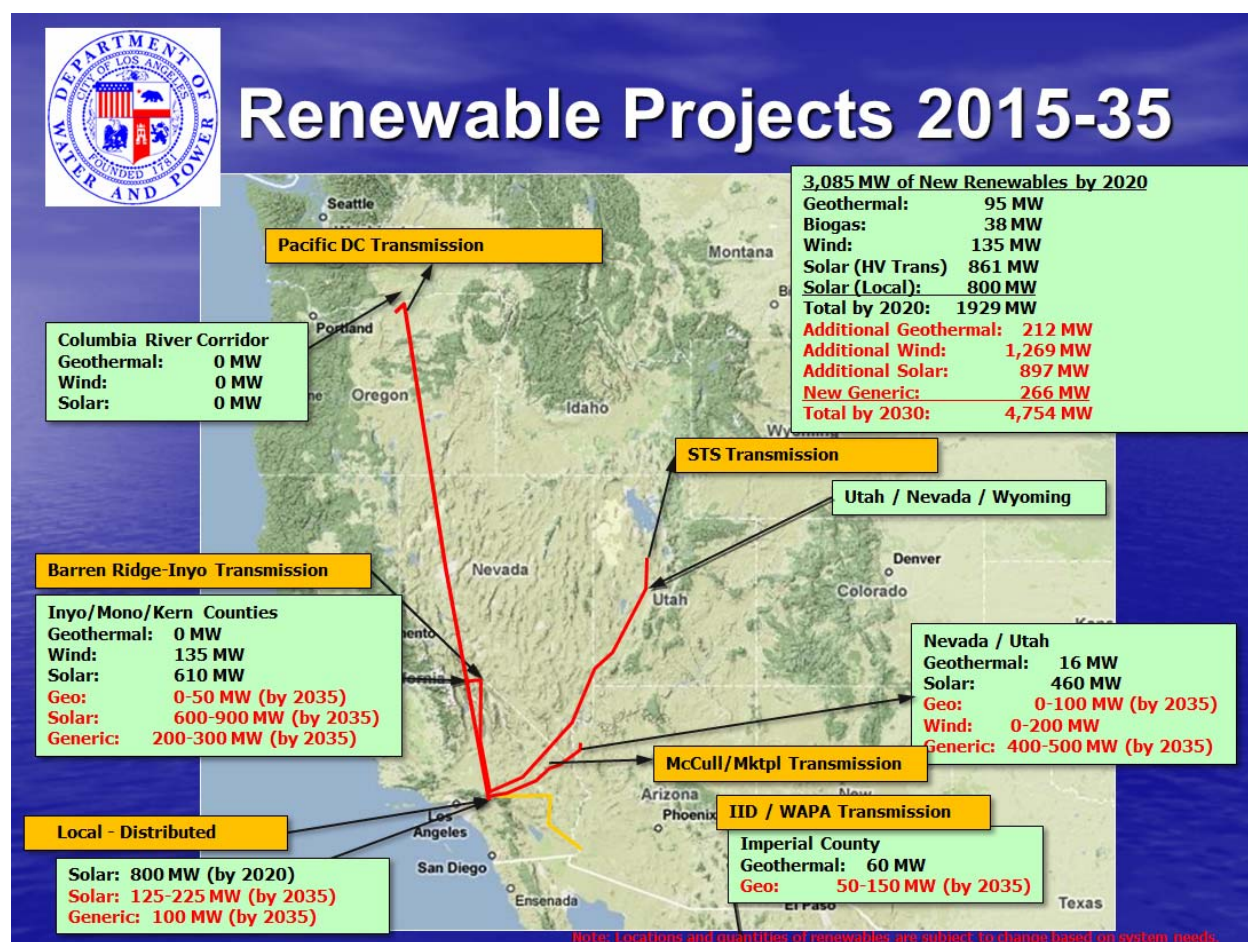 DEPARTMENT OF WATER AND POWER
CITY OF LOS ANGELES
FOUNDED 1781
Renewable Projects 2015-35
3,085 MW of New Renewables by 2020
Geothermal: 95 MW
Biogas: 38 MW
Wind: 135 MW
Solar (HV Trans) 861 MW
Solar (Local): 800 MW
Total by 2020: 1929 MW
Additional Geothermal: 212 MW
Additional Wind: 1,269 MW
Additional Solar: 897 MW
New Generic: 266 MW
Total by 2030: 4,754 MW
Seattle
Pacific DC Transmission
Montana
Portland
Columbia River Corridor
Geothermal: 0 MW
Wind: 0 MW
Solar: 0 MW
Oregon
Idaho
Wyoming
STS Transmission
Utah / Nevada / Wyoming
Barren Ridge-Inyo Transmission
Nevada
Denver
Utah
Colorado
Inyo/Mono/Kern Counties
Geothermal: 0 MW
Wind: 135 MW
Solar: 610 MW
Geo: 0-50 MW (by 2035)
Solar: 600-900 MW (by 2035)
Generic: 200-300 MW (by 2035)
Nevada / Utah
Geothermal: 16 MW
Solar: 460 MW
Geo: 0-100 MW (by 2035)
Wind: 0-200 MW
Generic: 400-500 MW (by 2035)
McCull/Mktpl Transmission
Arizona
New
Phoenix
IID / WAPA Transmission
Local - Distributed
Los
Angeles
Imperial County
Geothermal: 60 MW
Geo: 50-150 MW (by 2035)
San Diego
Solar: 800 MW (by 2020)
Solar: 125-225 MW (by 2035)
Generic: 100 MW (by 2035)
Ensenada
El Paso
Texas
Note: Locations and quantities of renewables are subject to change based on system needs.